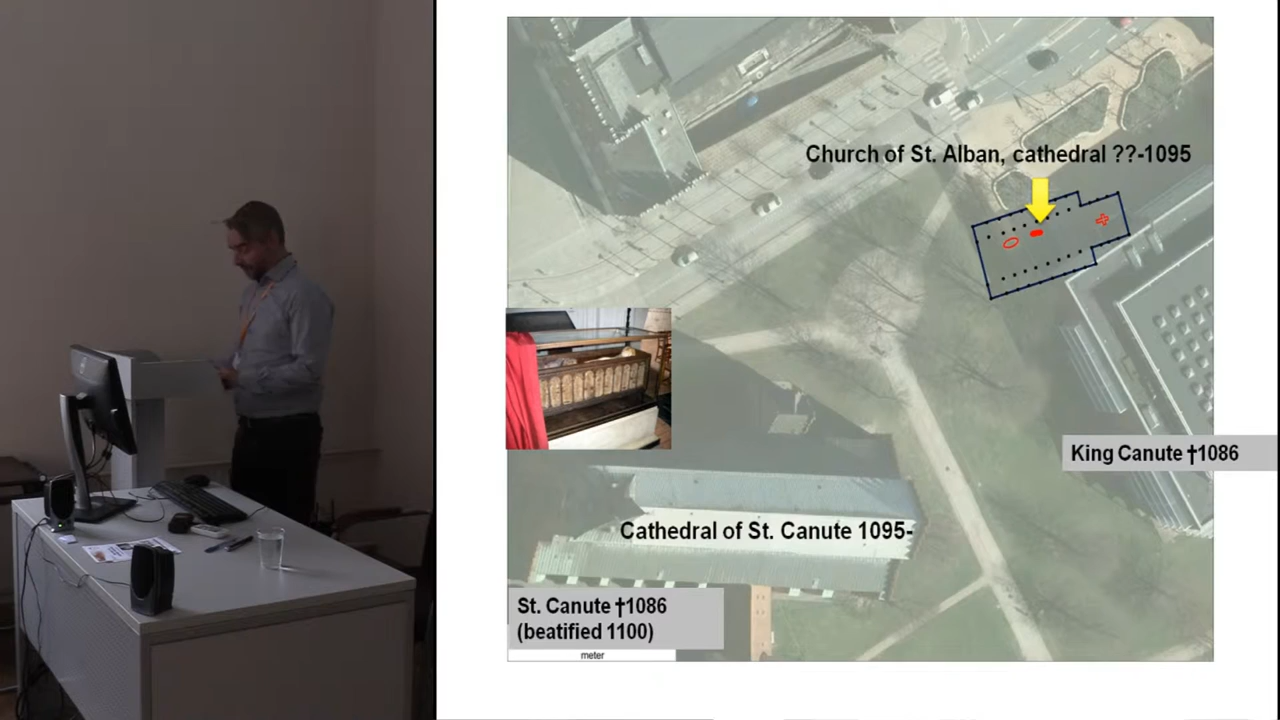 Church of St. Alban, cathedral ??-1095
King Canute †1086
Cathedral of St. Canute 1095-
St. Canute †1086
(beatified 1100)
meter